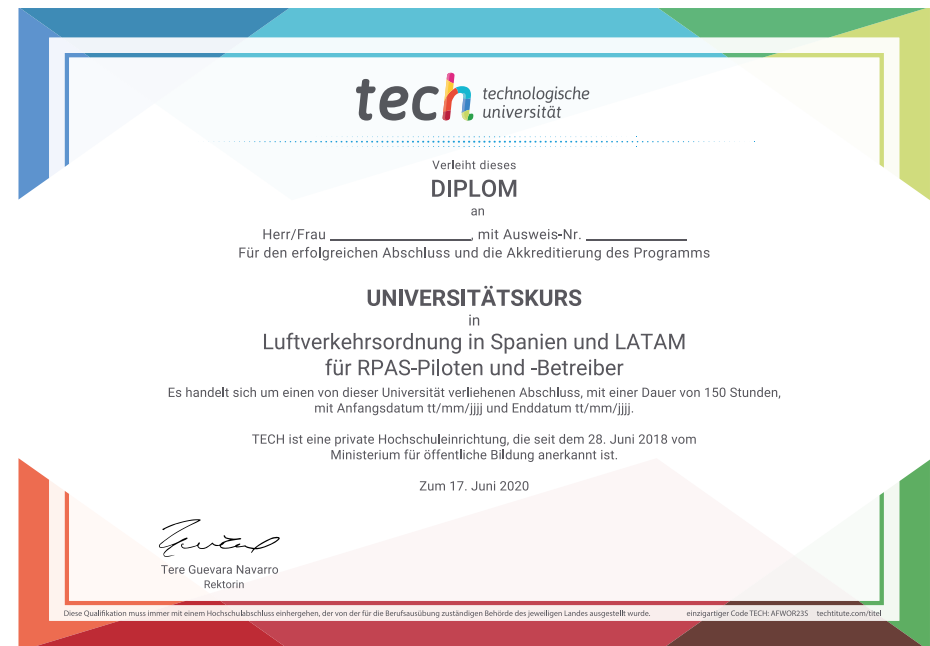 tech technologische
universität
Verleiht dieses
DIPLOM
an
Herr/Frau ____________________, mit Ausweis-Nr. ______________
Für den erfolgreichen Abschluss und die Akkreditierung des Programms
UNIVERSITÄTSKURS
in
Luftverkehrsordnung in Spanien und LATAM
für RPAS-Piloten und -Betreiber
Es handelt sich um einen von dieser Universität verliehenen Abschluss, mit einer Dauer von 150 Stunden,
mit Anfangsdatum tt/mm/jjjj und Enddatum tt/mm/jjjj.
TECH ist eine private Hochschuleinrichtung, die seit dem 28. Juni 2018 vom
Ministerium für öffentliche Bildung anerkannt ist.
Zum 17. Juni 2020
Tere Guevara Navarro
Rektorin
Diese Qualifikation muss immer mit einem Hochschulabschluss einhergehen, der von der für die Berufsausübung zuständigen Behörde des jeweiligen Landes ausgestellt wurde. einzigartiger Code TECH: AFWOR23S techtitute.com/titel